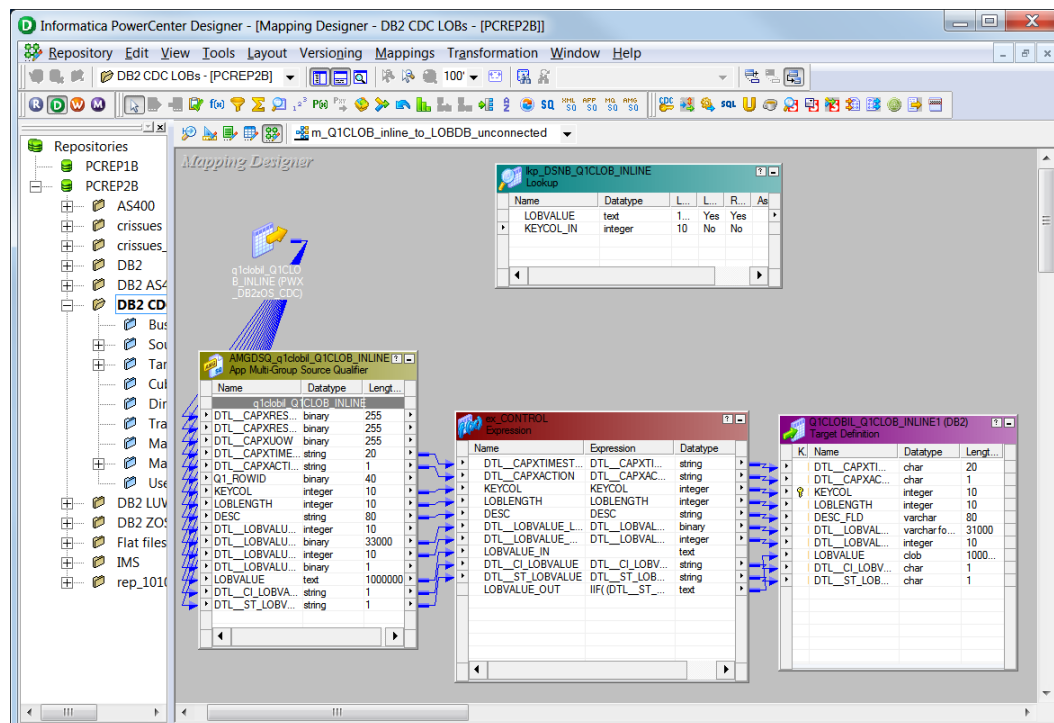 Informatica PowerCenter Designer - [Mapping Designer - DB2 CDC LOBs - [PCREP2B]]
Repository Edit View Tools Layout Versioning Mappings Transformation Window Help
DB2 CDC LOBs - [PCREP2B] 100'
m_Q1CLOB_inline_to_LOBDB_unconnected
Repositories
PCREP1B
PCREP2B
AS400
crissues
crissues_
DB2
DB2 AS4
DB2 CD
Bus
Sou
Tar
Cub
Dir
Tra
Ma
Ma
Use
DB2 LUV
DB2 ZOS
Flat files
IMS
rep_1010
Mapping Designer
q1clobil_Q1CLO
B_INLINE (PWX
_DB2zOS_CDC)
lkp_DSNB_Q1CLOB_INLINE
Lookup
Name Datatype L... L... R... As
LOBVALUE text 1... Yes Yes
KEYCOL_IN integer 10 No No
AMGDSQ_q1clobil_Q1CLOB_INLINE
App Multi-Group Source Qualifier
Name Datatype Lengt...
q1clobil_Q1CLOB_INLINE
DTL__CAPXRES... binary 255
DTL__CAPXRES... binary 255
DTL__CAPXUOW binary 255
DTL__CAPXTIME... string 20
DTL__CAPXACTI... string 1
Q1_ROWID binary 40
KEYCOL integer 10
LOBLENGTH integer 10
DESC string 80
DTL__LOBVALU... integer 10
DTL__LOBVALU... binary 33000
DTL__LOBVALU... integer 10
DTL__LOBVALU... binary 1
LOBVALUE text 1000000
DTL__CI_LOBVA... string 1
DTL__ST_LOBV... string 1
ex_CONTROL
Expression
Name Expression Datatype
DTL__CAPXTIMEST... DTL__CAPXTI... string
DTL__CAPXACTION DTL__CAPXAC... string
KEYCOL KEYCOL integer
LOBLENGTH LOBLENGTH integer
DESC DESC string
DTL__LOBVALUE_L... DTL__LOBVAL... binary
DTL__LOBVALUE_... DTL__LOBVAL... integer
LOBVALUE_IN text
DTL__CI_LOBVALUE DTL__CI_LOBV... string
DTL__ST_LOBVALUE DTL__ST_LOB... string
LOBVALUE_OUT IIF( (DTL__ST_... text
Q1CLOBIL_Q1CLOB_INLINE1 (DB2)
Target Definition
K. Name Datatype Lengt...
DTL__CAPXTI... char 20
DTL__CAPXAC... char 1
KEYCOL integer 10
LOBLENGTH integer 10
DESC_FLD varchar 80
DTL__LOBVAL... varchar fo... 31000
DTL__LOBVAL... integer 10
LOBVALUE clob 1000...
DTL__CI_LOBV... char 1
DTL__ST_LOB... char 1